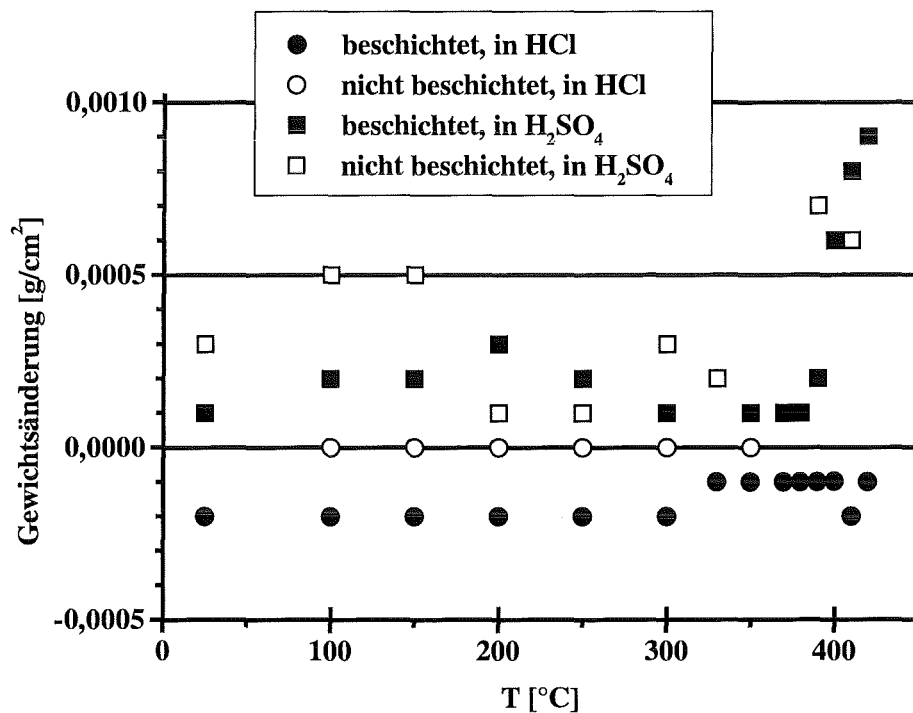 beschichtet, in HCl
nicht beschichtet, in HCl
beschichtet, in H₂SO₄
nicht beschichtet, in H₂SO₄
0,0010
0,0005
0,0000
-0,0005
Gewichtsänderung [g/cm²]
0 100 200 300 400
T [°C]